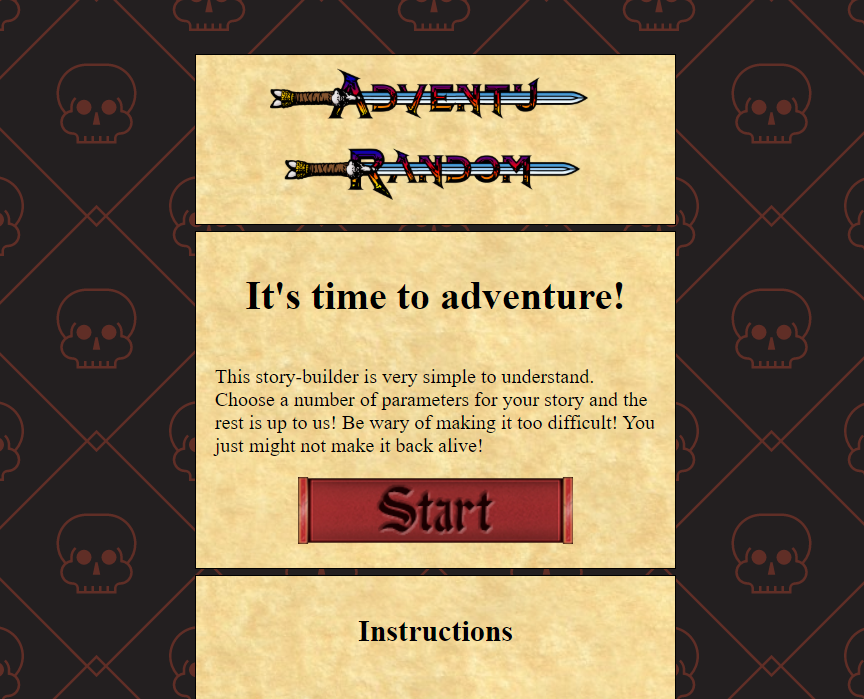 ADVENTU
RANDOM
It's time to adventure!
This story-builder is very simple to understand.
Choose a number of parameters for your story and the
rest is up to us! Be wary of making it too difficult! You
just might not make it back alive!
Start
Instructions